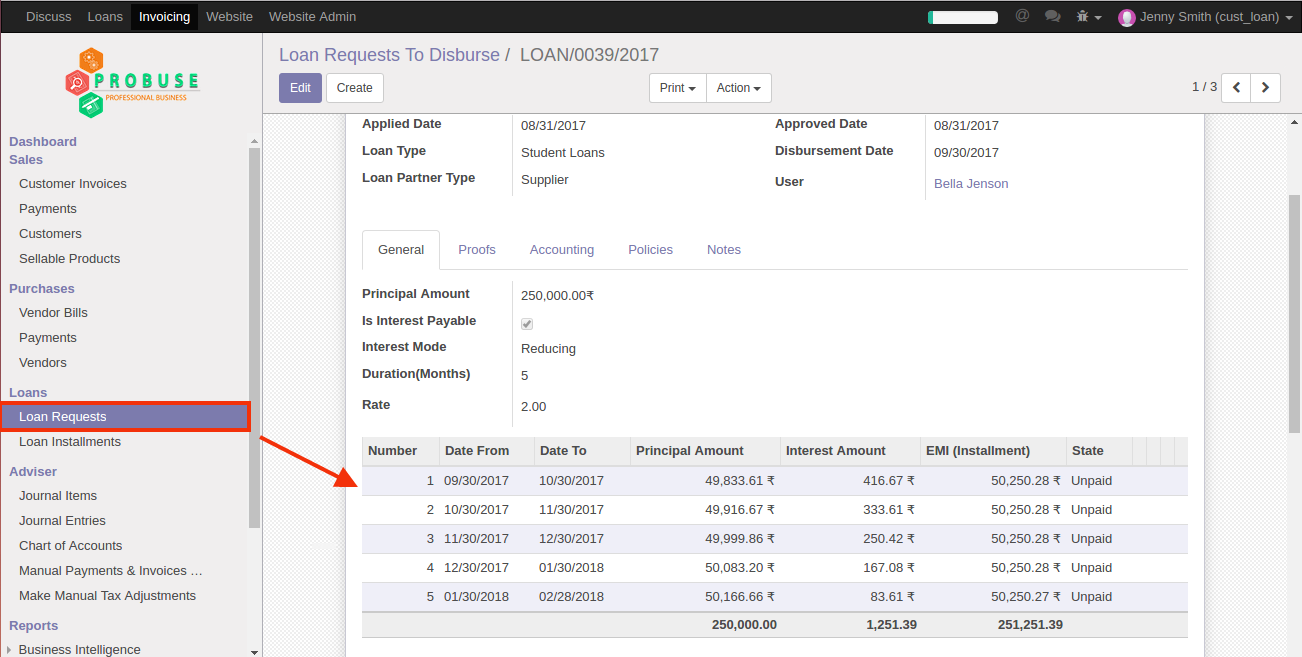 Discuss Loans Invoicing Website Website Admin @ Jenny Smith (cust_loan)
PROBUSE
PROFESSIONAL BUSINESS
Dashboard
Sales
Customer Invoices
Payments
Customers
Sellable Products
Purchases
Vendor Bills
Payments
Vendors
Loans
Loan Requests
Loan Installments
Adviser
Journal Items
Journal Entries
Chart of Accounts
Manual Payments & Invoices ...
Make Manual Tax Adjustments
Reports
Business Intelligence
Loan Requests To Disburse / LOAN/0039/2017
Edit Create Print Action 1 / 3
Applied Date 08/31/2017 Approved Date 08/31/2017
Loan Type Student Loans Disbursement Date 09/30/2017
Loan Partner Type Supplier User Bella Jenson
General Proofs Accounting Policies Notes
Principal Amount 250,000.00₹
Is Interest Payable
Interest Mode Reducing
Duration(Months) 5
Rate 2.00
Number Date From Date To Principal Amount Interest Amount EMI (Installment) State
1 09/30/2017 10/30/2017 49,833.61 ₹ 416.67 ₹ 50,250.28 ₹ Unpaid
2 10/30/2017 11/30/2017 49,916.67 ₹ 333.61 ₹ 50,250.28 ₹ Unpaid
3 11/30/2017 12/30/2017 49,999.86 ₹ 250.42 ₹ 50,250.28 ₹ Unpaid
4 12/30/2017 01/30/2018 50,083.20 ₹ 167.08 ₹ 50,250.28 ₹ Unpaid
5 01/30/2018 02/28/2018 50,166.66 ₹ 83.61 ₹ 50,250.27 ₹ Unpaid
250,000.00 1,251.39 251,251.39